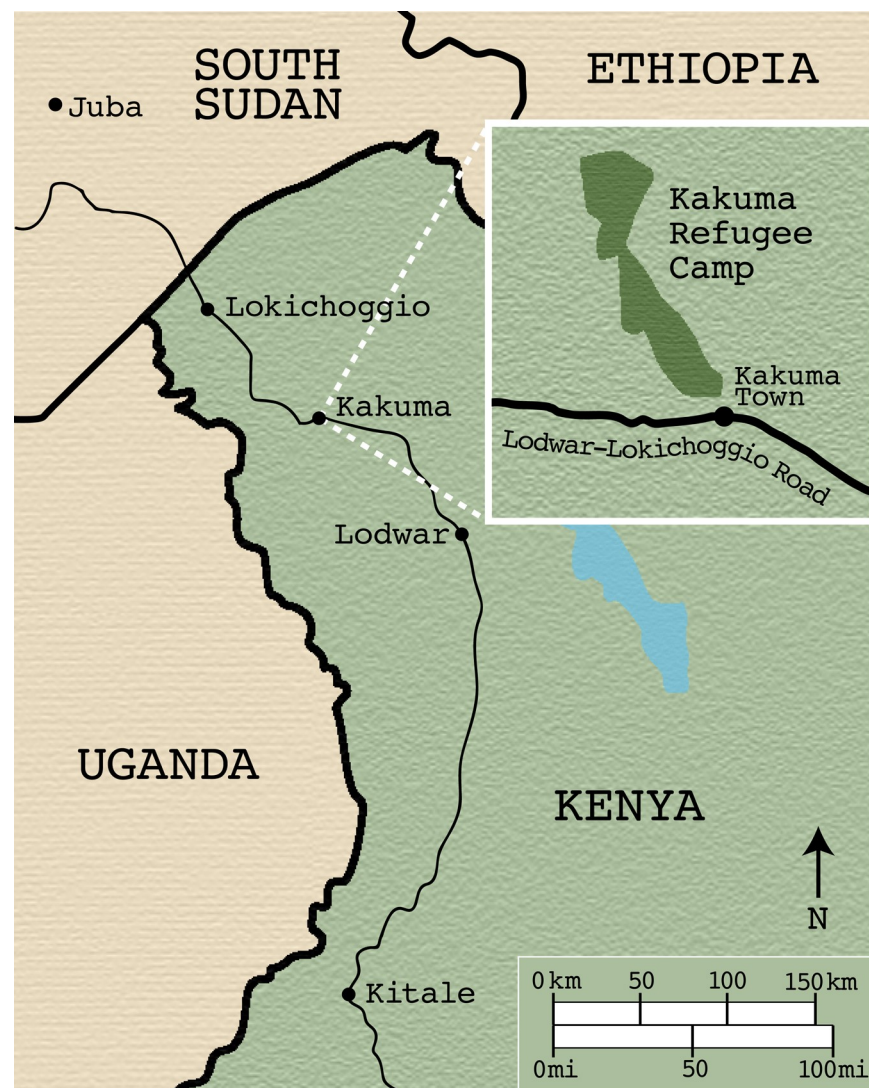 SOUTH
SUDAN
ETHIOPIA
Juba
Kakuma
Refugee
Camp
Lokichoggio
Kakuma
Town
Kakuma
Lodwar–Lokichoggio Road
Lodwar
UGANDA
KENYA
N
Kitale
0km 50 100 150km
0mi 50 100mi